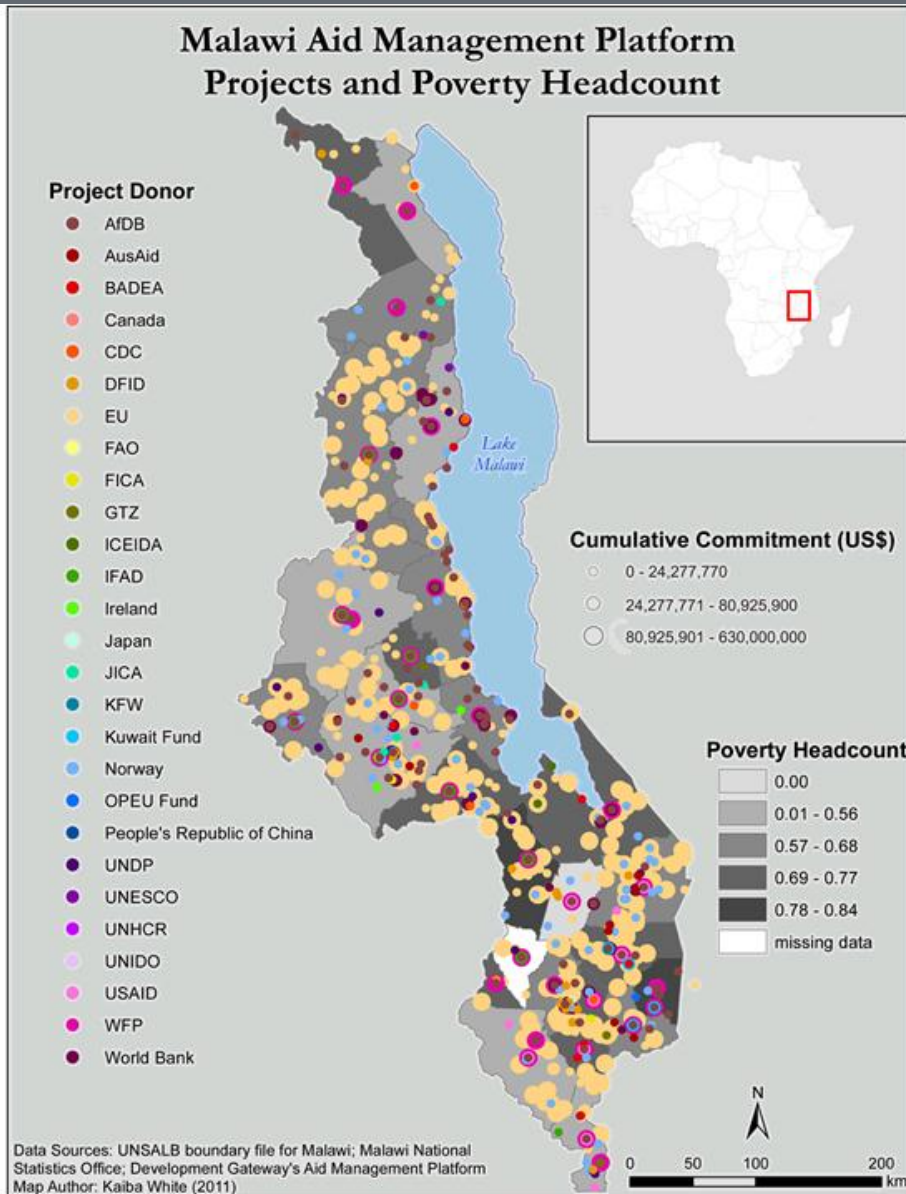 Malawi Aid Management Platform
Projects and Poverty Headcount
Project Donor
AfDB
AusAid
BADEA
Canada
CDC
DFID
EU
FAO
FICA
GTZ
ICEIDA
IFAD
Ireland
Japan
JICA
KFW
Kuwait Fund
Norway
OPEU Fund
People's Republic of China
UNDP
UNESCO
UNHCR
UNIDO
USAID
WFP
World Bank
Lake
Malawi
Cumulative Commitment (US$)
0 - 24,277,770
24,277,771 - 80,925,900
80,925,901 - 630,000,000
Poverty Headcount
0.00
0.01 - 0.56
0.57 - 0.68
0.69 - 0.77
0.78 - 0.84
missing data
N
0 50 100 200
km
Data Sources: UNSALB boundary file for Malawi; Malawi National
Statistics Office; Development Gateway's Aid Management Platform
Map Author: Kaiba White (2011)